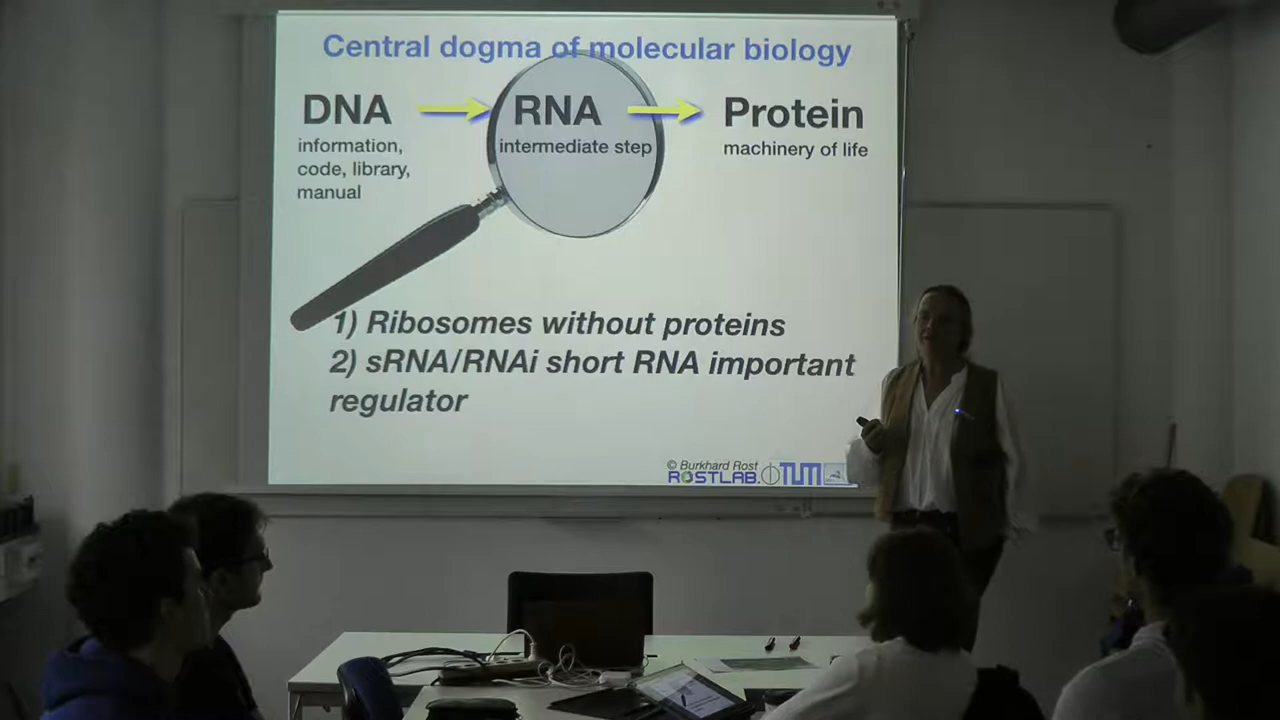 Central dogma of molecular biology
DNA RNA Protein
information, intermediate step machinery of life
code, library,
manual
1) Ribosomes without proteins
2) sRNA/RNAi short RNA important
regulator
© Burkhard Rost
ROSTLAB. TUM